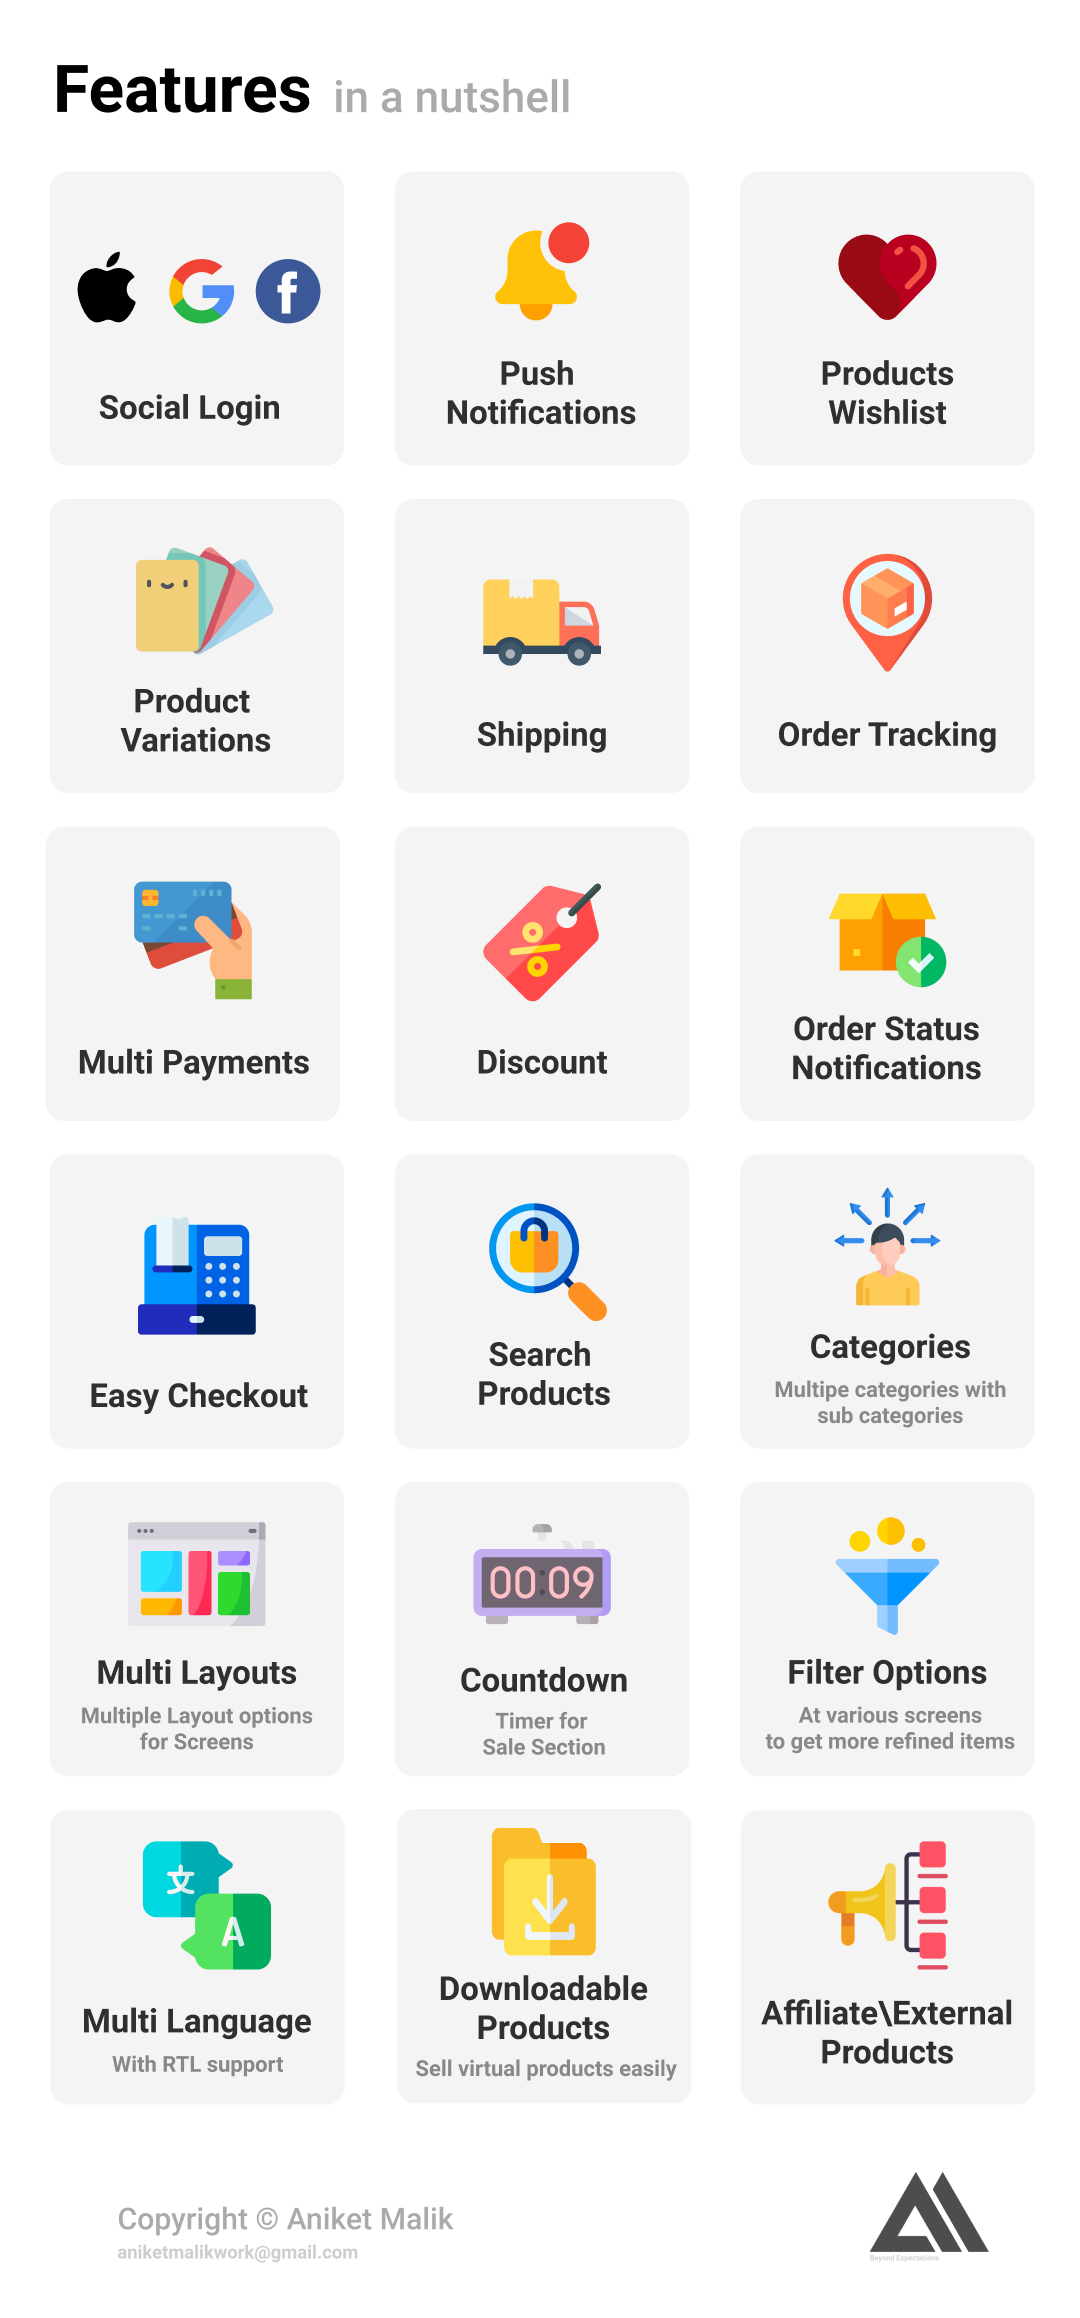 Features in a nutshell
Social Login
Push
Notifications
Products
Wishlist
Product
Variations
Shipping
Order Tracking
Multi Payments
Discount
Order Status
Notifications
Easy Checkout
Search
Products
Categories
Multipe categories with
sub categories
Multi Layouts
Multiple Layout options
for Screens
00:09
Countdown
Timer for
Sale Section
Filter Options
At various screens
to get more refined items
文
A
Multi Language
With RTL support
Downloadable
Products
Sell virtual products easily
Affiliate\External
Products
Copyright © Aniket Malik
aniketmalikwork@gmail.com
Beyond Expectations